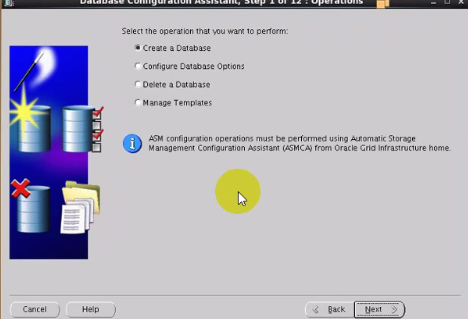 Database Configuration Assistant, Step 1 of 12 : Operations
Select the operation that you want to perform:
Create a Database
Configure Database Options
Delete a Database
Manage Templates
ASM configuration operations must be performed using Automatic Storage
Management Configuration Assistant (ASMCA) from Oracle Grid Infrastructure home.
Cancel
Help
Back
Next